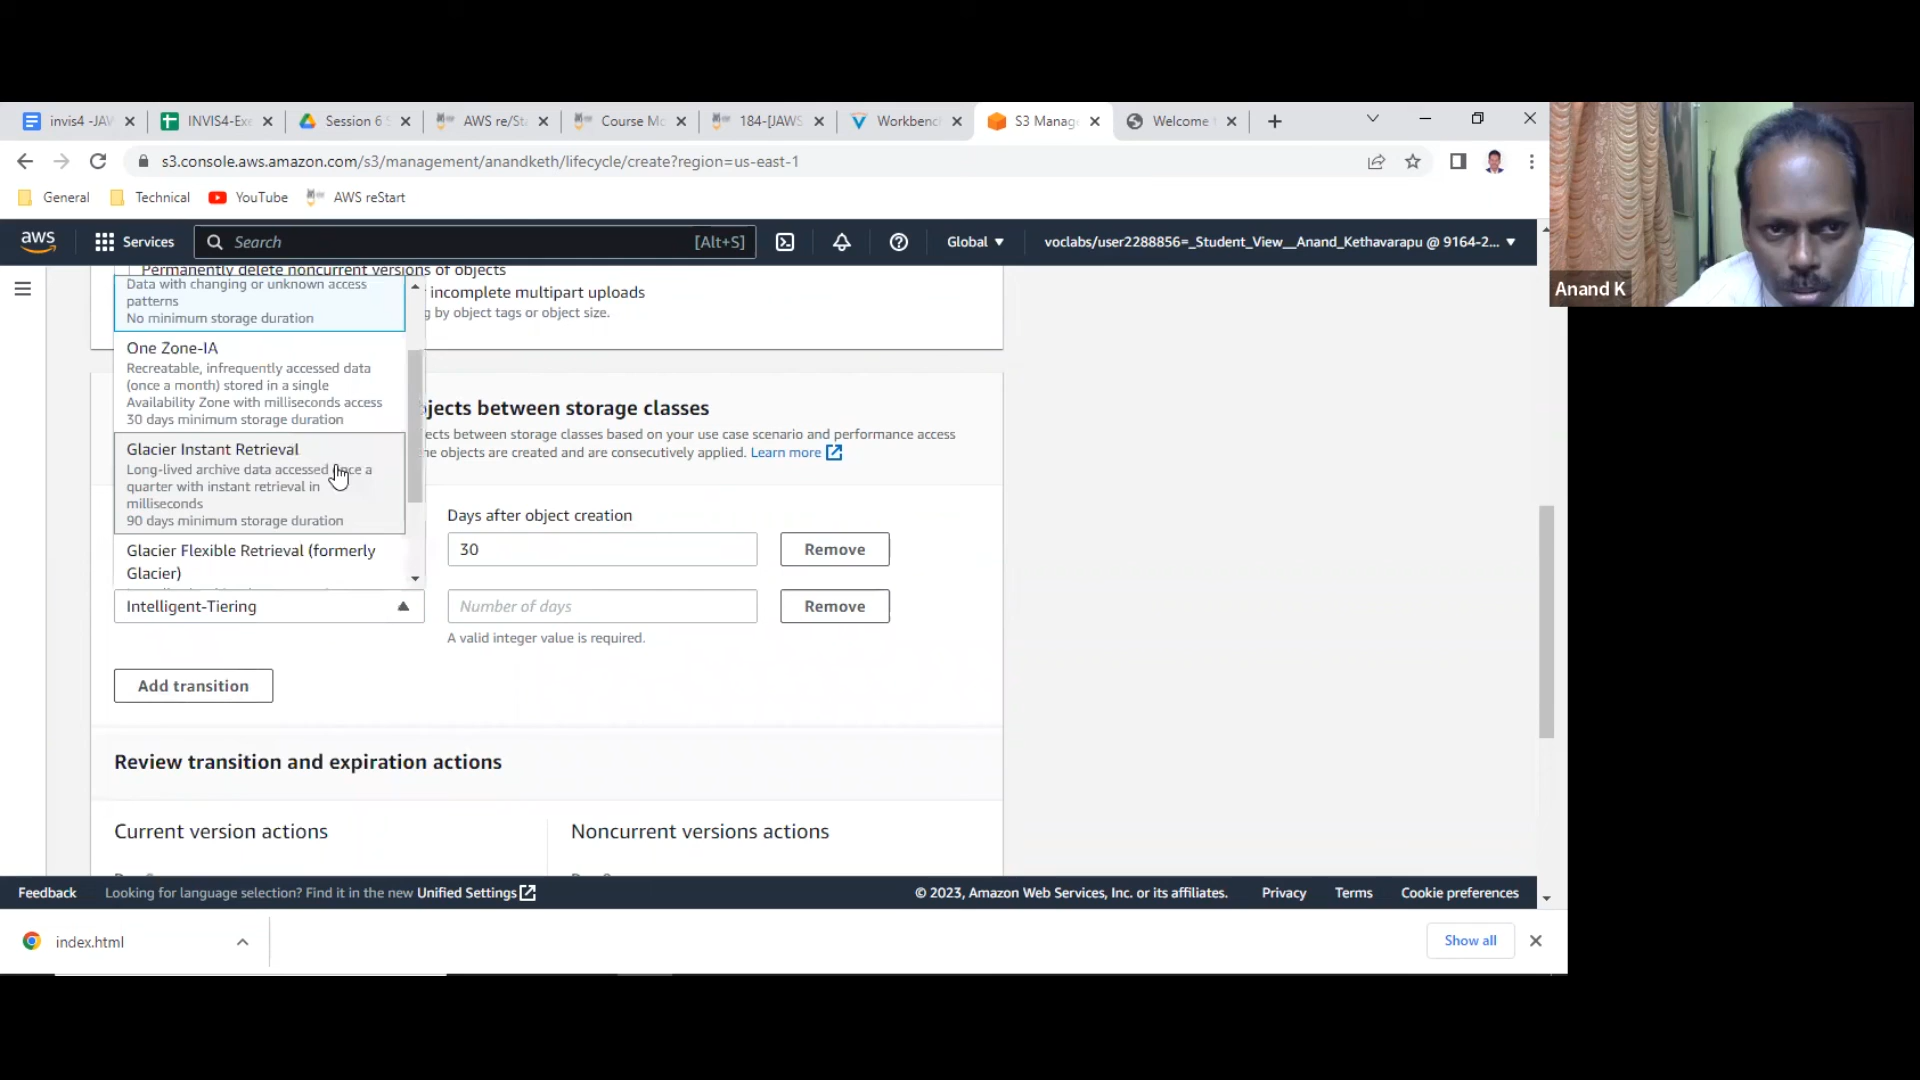 invis4 -JAW
INVIS4-Exe
Session 6 S
AWS re/Sta
Course Mo
184-[JAWS
Workbench
S3 Manage
Welcome t
s3.console.aws.amazon.com/s3/management/anandketh/lifecycle/create?region=us-east-1
General
Technical
YouTube
AWS reStart
aws
Services
Search
[Alt+S]
Global
voclabs/user2288856=_Student_View__Anand_Kethavarapu @ 9164-2...
Anand K
Permanently delete noncurrent versions of objects
incomplete multipart uploads
g by object tags or object size.
Data with changing or unknown access
patterns
No minimum storage duration
One Zone-IA
Recreatable, infrequently accessed data
(once a month) stored in a single
Availability Zone with milliseconds access
30 days minimum storage duration
Glacier Instant Retrieval
Long-lived archive data accessed once a
quarter with instant retrieval in
milliseconds
90 days minimum storage duration
Glacier Flexible Retrieval (formerly
Glacier)
jects between storage classes
ects between storage classes based on your use case scenario and performance access
he objects are created and are consecutively applied. Learn more
Days after object creation
30
Remove
Intelligent-Tiering
Number of days
Remove
A valid integer value is required.
Add transition
Review transition and expiration actions
Current version actions
Noncurrent versions actions
Feedback
Looking for language selection? Find it in the new Unified Settings
© 2023, Amazon Web Services, Inc. or its affiliates.
Privacy
Terms
Cookie preferences
index.html
Show all